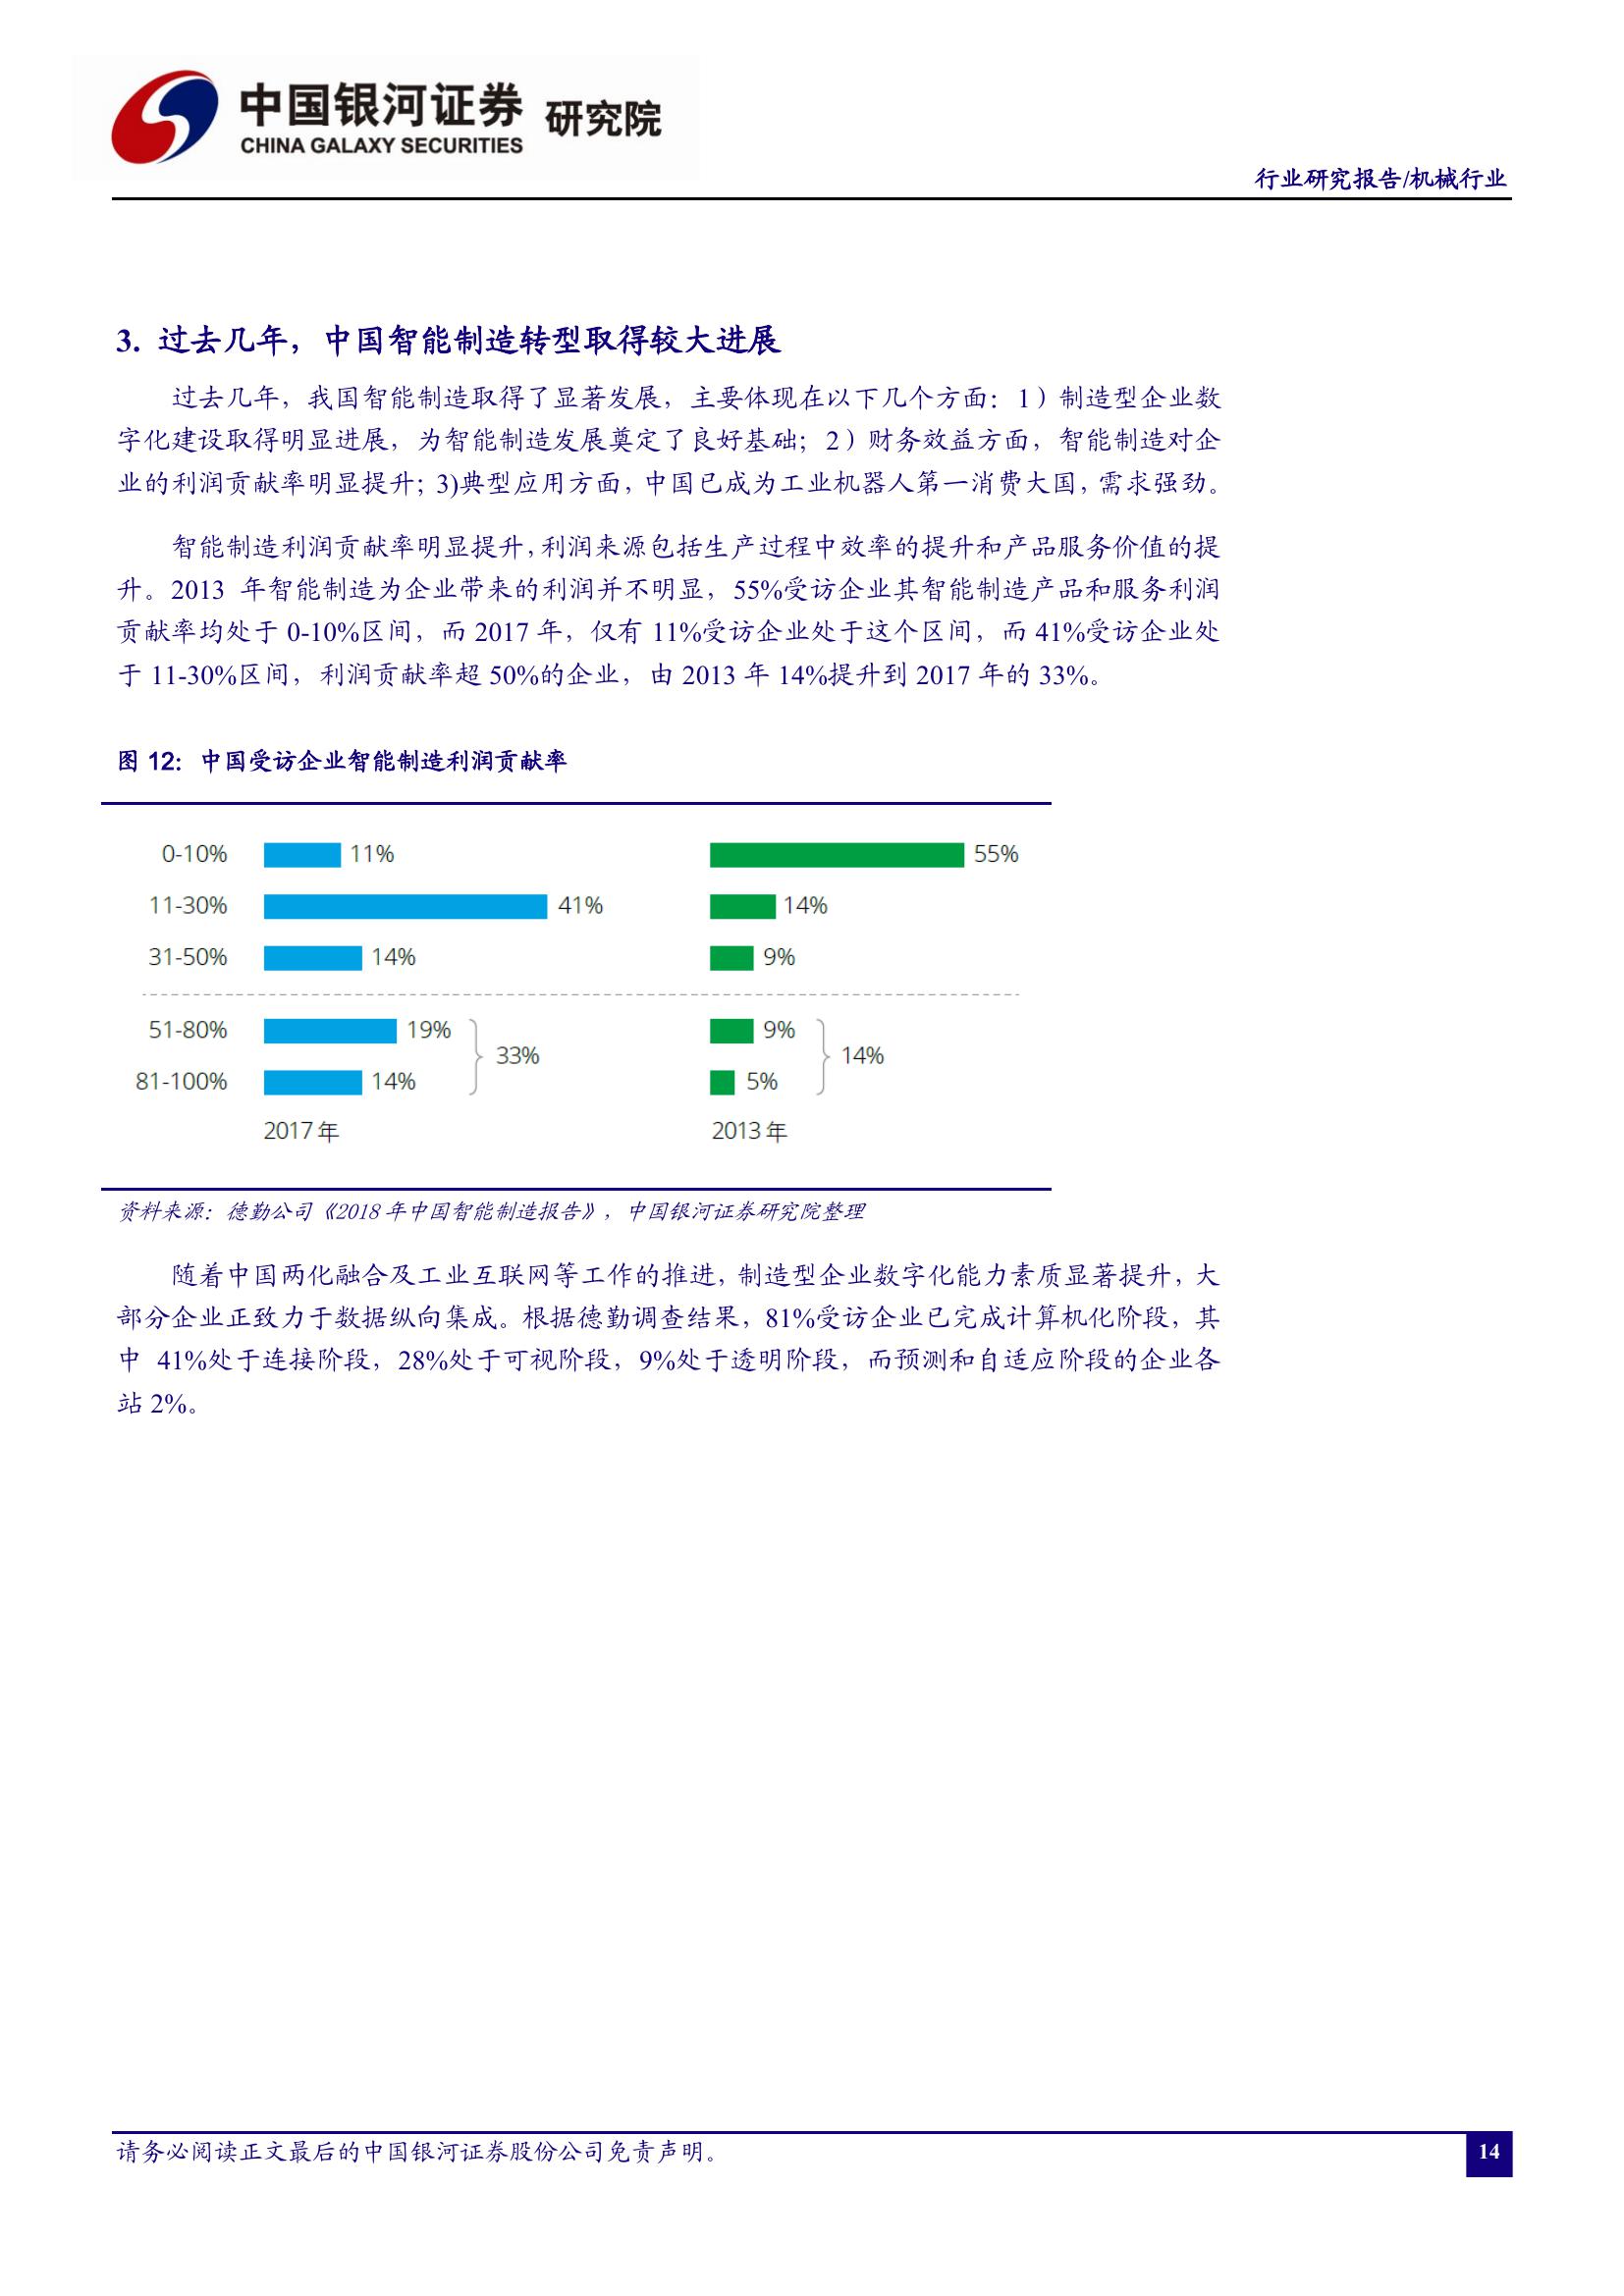 中国银河证券 研究院
CHINA GALAXY SECURITIES
行业研究报告/机械行业
3. 过去几年，中国智能制造转型取得较大进展
过去几年，我国智能制造取得了显著发展，主要体现在以下几个方面：1）制造型企业数
字化建设取得明显进展，为智能制造发展奠定了良好基础；2）财务效益方面，智能制造对企
业的利润贡献率明显提升；3)典型应用方面，中国已成为工业机器人第一消费大国，需求强劲。
智能制造利润贡献率明显提升，利润来源包括生产过程中效率的提升和产品服务价值的提
升。2013 年智能制造为企业带来的利润并不明显，55%受访企业其智能制造产品和服务利润
贡献率均处于 0-10%区间，而 2017 年，仅有 11%受访企业处于这个区间，而 41%受访企业处
于 11-30%区间，利润贡献率超 50%的企业，由 2013 年 14%提升到 2017 年的 33%。
图 12：中国受访企业智能制造利润贡献率
0-10% 11% 55%
11-30% 41% 14%
31-50% 14% 9%
51-80% 19% 9%
33% 14%
81-100% 14% 5%
2017 年 2013 年
资料来源：德勤公司《2018 年中国智能制造报告》，中国银河证券研究院整理
随着中国两化融合及工业互联网等工作的推进，制造型企业数字化能力素质显著提升，大
部分企业正致力于数据纵向集成。根据德勤调查结果，81%受访企业已完成计算机化阶段，其
中 41%处于连接阶段，28%处于可视阶段，9%处于透明阶段，而预测和自适应阶段的企业各
站 2%。
请务必阅读正文最后的中国银河证券股份公司免责声明。
14